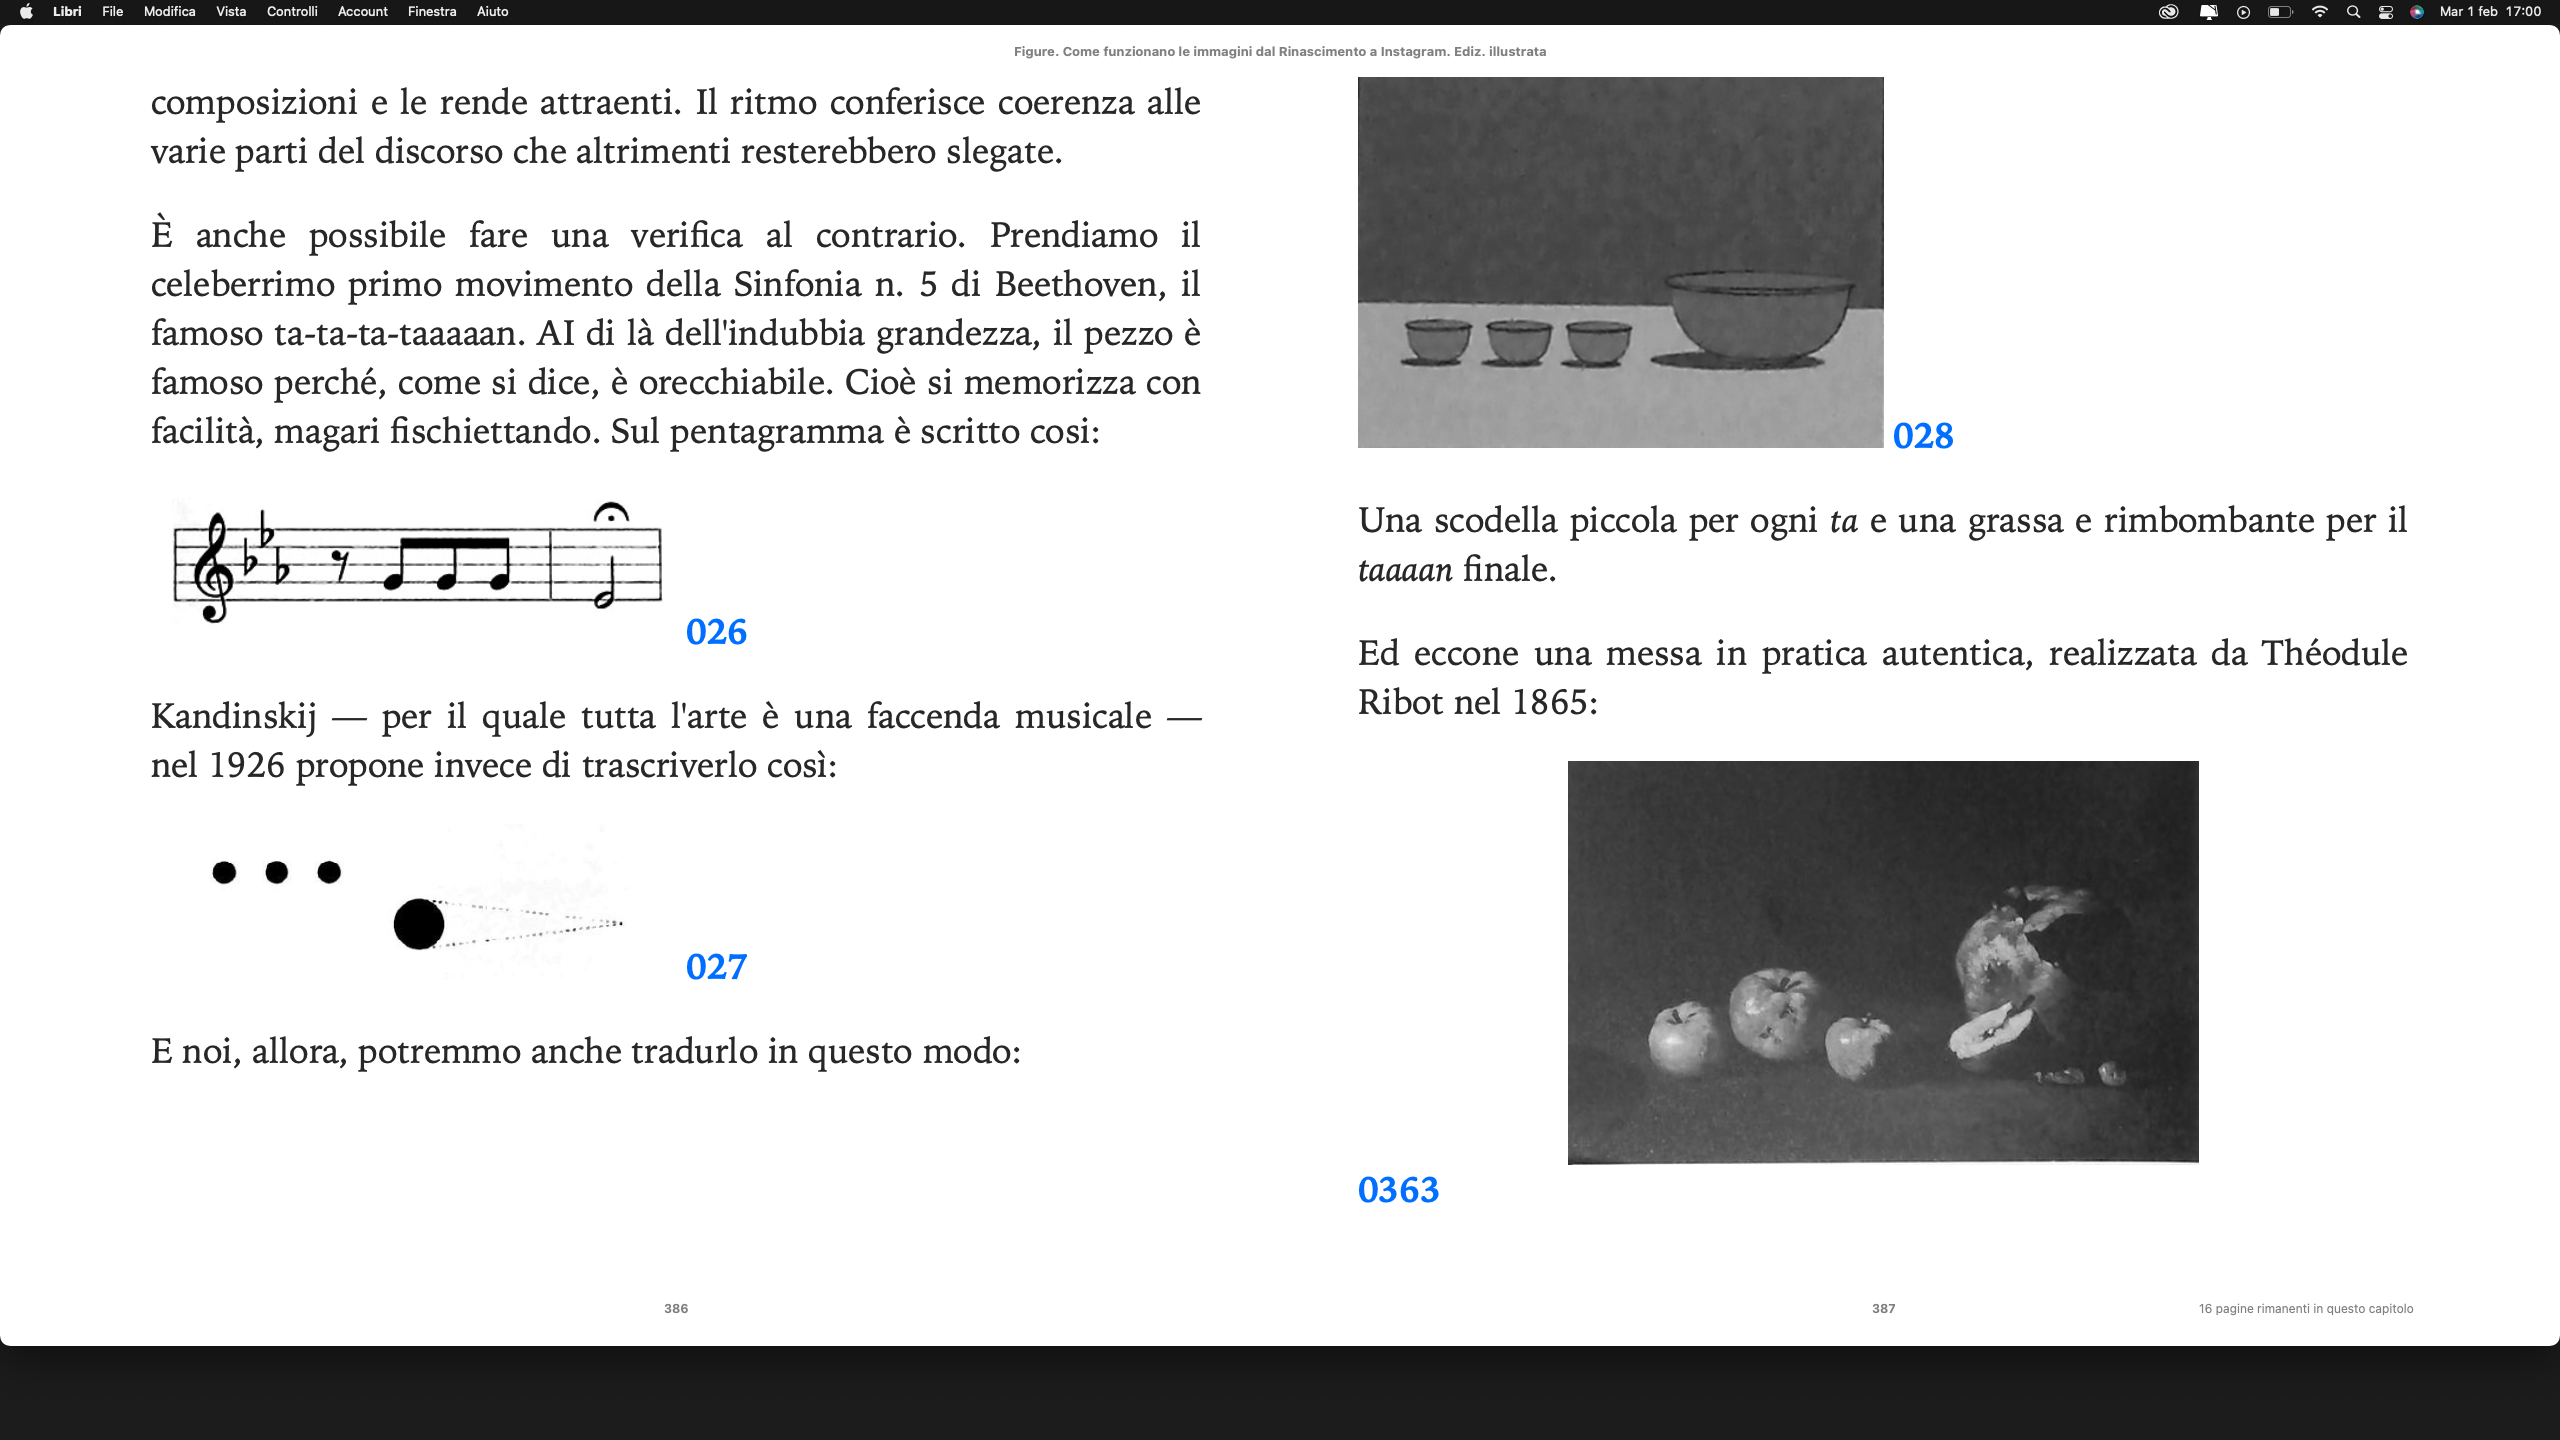 Libri File Modifica Vista Controlli Account Finestra Aiuto
Mar 1 feb 17:00
Figure. Come funzionano le immagini dal Rinascimento a Instagram. Ediz. illustrata
composizioni e le rende attraenti. Il ritmo conferisce coerenza alle
varie parti del discorso che altrimenti resterebbero slegate.
È anche possibile fare una verifica al contrario. Prendiamo il
celeberrimo primo movimento della Sinfonia n. 5 di Beethoven, il
famoso ta-ta-ta-taaaaan. AI di là dell'indubbia grandezza, il pezzo è
famoso perché, come si dice, è orecchiabile. Cioè si memorizza con
facilità, magari fischiettando. Sul pentagramma è scritto cosi:
026
Kandinskij — per il quale tutta l'arte è una faccenda musicale —
nel 1926 propone invece di trascriverlo così:
027
E noi, allora, potremmo anche tradurlo in questo modo:
386
028
Una scodella piccola per ogni ta e una grassa e rimbombante per il
taaaan finale.
Ed eccone una messa in pratica autentica, realizzata da Théodule
Ribot nel 1865:
0363
387
16 pagine rimanenti in questo capitolo